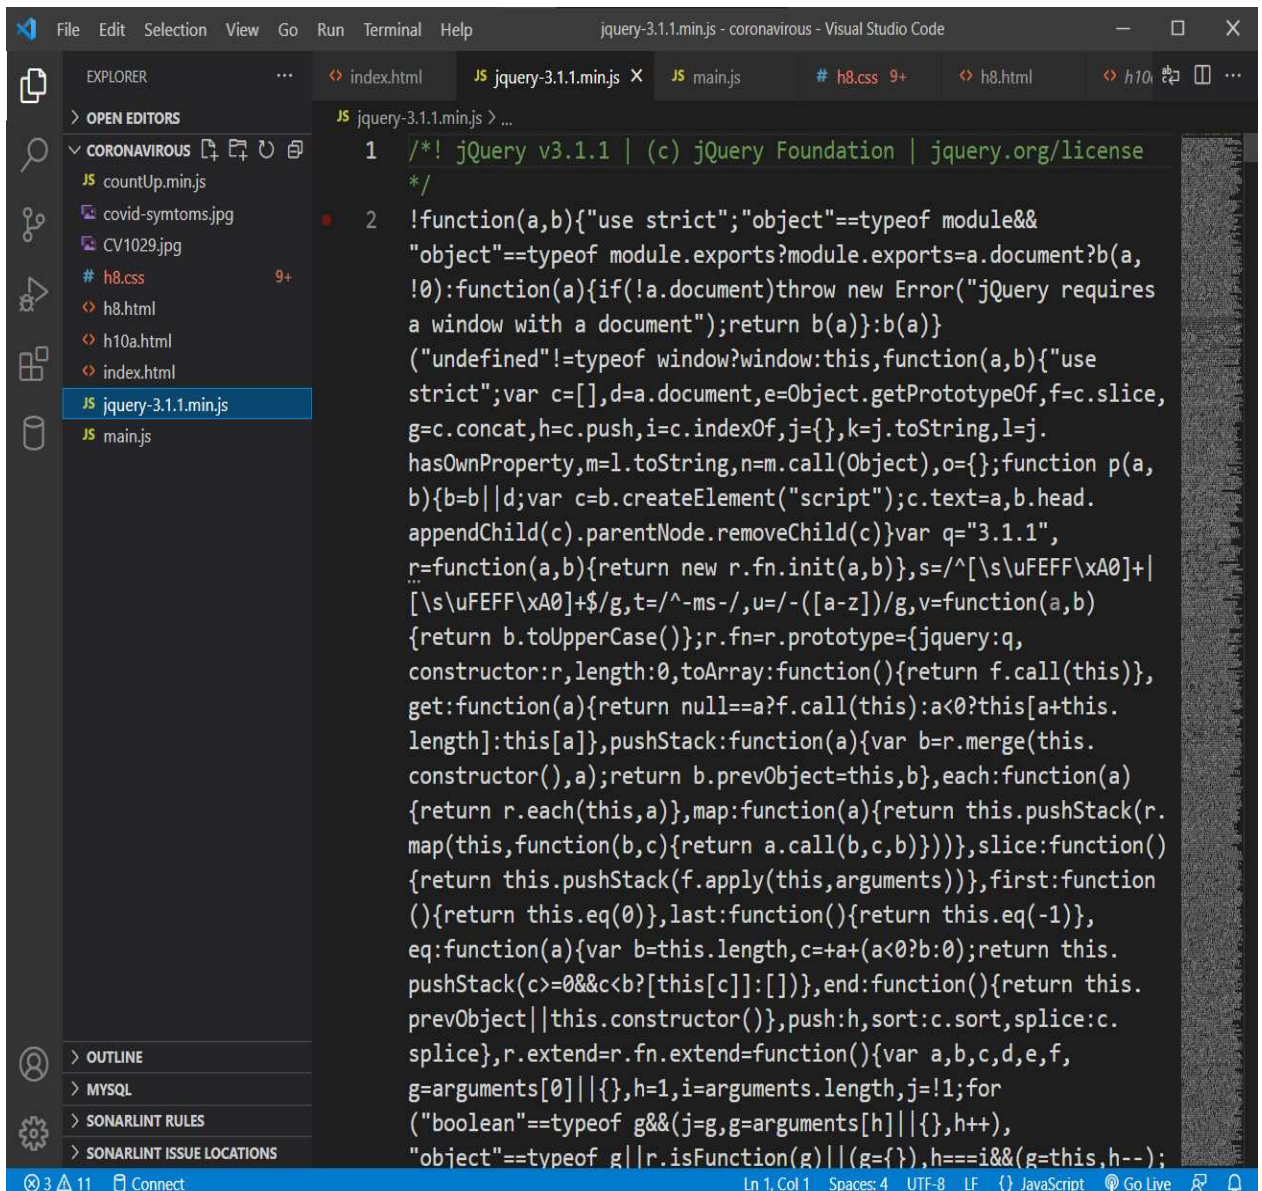 File Edit Selection View Go Run Terminal Help jquery-3.1.1.min.js - coronavirous - Visual Studio Code
EXPLORER
index.html JS jquery-3.1.1.min.js JS main.js # h8.css 9+ h8.html h10
OPEN EDITORS
CORONAVIROUS
JS countUp.min.js
covid-symtoms.jpg
CV1029.jpg
# h8.css 9+
h8.html
h10a.html
index.html
JS jquery-3.1.1.min.js
JS main.js
OUTLINE
MYSQL
SONARLINT RULES
SONARLINT ISSUE LOCATIONS
JS jquery-3.1.1.min.js > ...
1 /*! jQuery v3.1.1 | (c) jQuery Foundation | jquery.org/license
*/
2 !function(a,b){"use strict";"object"==typeof module&&
"object"==typeof module.exports?module.exports=a.document?b(a,
!0):function(a){if(!a.document)throw new Error("jQuery requires
a window with a document");return b(a)}:b(a)}
("undefined"!=typeof window?window:this,function(a,b){"use
strict";var c=[],d=a.document,e=Object.getPrototypeOf,f=c.slice,
g=c.concat,h=c.push,i=c.indexOf,j={},k=j.toString,l=j.
hasOwnProperty,m=l.toString,n=m.call(Object),o={};function p(a,
b){b=b||d;var c=b.createElement("script");c.text=a,b.head.
appendChild(c).parentNode.removeChild(c)}var q="3.1.1",
r=function(a,b){return new r.fn.init(a,b)},s=/^[\s\uFEFF\xA0]+|
[\s\uFEFF\xA0]+$/g,t=/^-ms-/,u=/-([a-z])/g,v=function(a,b)
{return b.toUpperCase()};r.fn=r.prototype={jquery:q,
constructor:r,length:0,toArray:function(){return f.call(this)},
get:function(a){return null==a?f.call(this):a<0?this[a+this.
length]:this[a]},pushStack:function(a){var b=r.merge(this.
constructor(),a);return b.prevObject=this,b},each:function(a)
{return r.each(this,a)},map:function(a){return this.pushStack(r.
map(this,function(b,c){return a.call(b,c,b)}))},slice:function()
{return this.pushStack(f.apply(this,arguments))},first:function
(){return this.eq(0)},last:function(){return this.eq(-1)},
eq:function(a){var b=this.length,c=+a+(a<0?b:0);return this.
pushStack(c>=0&&c<b?[this[c]]:[])},end:function(){return this.
prevObject||this.constructor()},push:h,sort:c.sort,splice:c.
splice},r.extend=r.fn.extend=function(){var a,b,c,d,e,f,
g=arguments[0]||{},h=1,i=arguments.length,j=!1;for
("boolean"==typeof g&&(j=g,g=arguments[h]||{},h++),
"object"==typeof g||r.isFunction(g)||(g={}),h===i&&(g=this,h--);
3 11 Connect Ln 1, Col 1 Spaces: 4 UTF-8 LF {} JavaScript Go Live